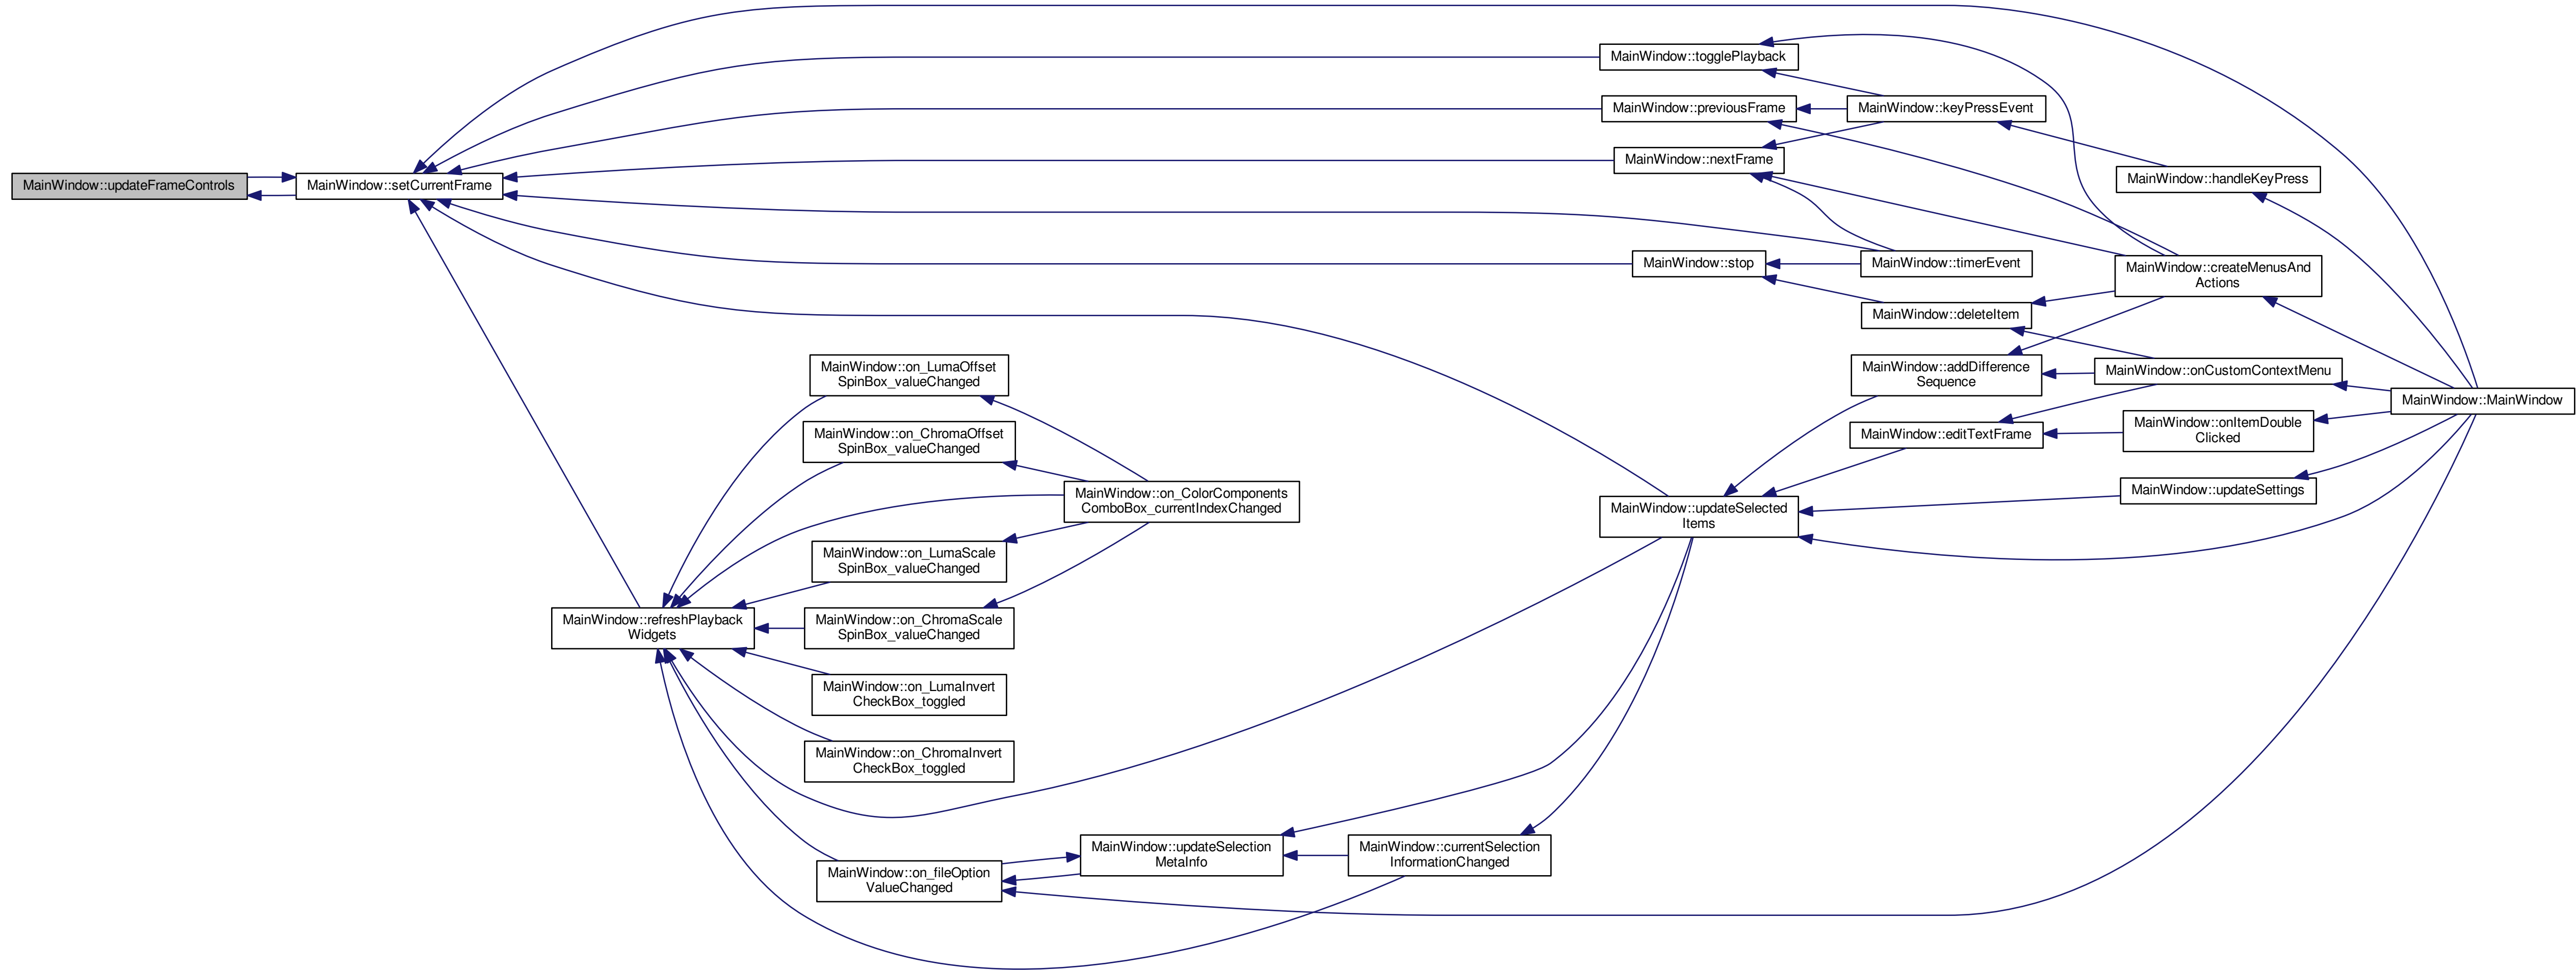 MainWindow::updateFrameControls
MainWindow::setCurrentFrame
MainWindow::togglePlayback
MainWindow::previousFrame
MainWindow::keyPressEvent
MainWindow::nextFrame
MainWindow::handleKeyPress
MainWindow::stop
MainWindow::timerEvent
MainWindow::createMenusAnd
Actions
MainWindow::deleteItem
MainWindow::addDifference
Sequence
MainWindow::onCustomContextMenu
MainWindow::MainWindow
MainWindow::editTextFrame
MainWindow::onItemDouble
Clicked
MainWindow::updateSettings
MainWindow::updateSelected
Items
MainWindow::on_LumaOffset
SpinBox_valueChanged
MainWindow::on_ChromaOffset
SpinBox_valueChanged
MainWindow::on_ColorComponents
ComboBox_currentIndexChanged
MainWindow::on_LumaScale
SpinBox_valueChanged
MainWindow::refreshPlayback
Widgets
MainWindow::on_ChromaScale
SpinBox_valueChanged
MainWindow::on_LumaInvert
CheckBox_toggled
MainWindow::on_ChromaInvert
CheckBox_toggled
MainWindow::on_fileOption
ValueChanged
MainWindow::updateSelection
MetaInfo
MainWindow::currentSelection
InformationChanged